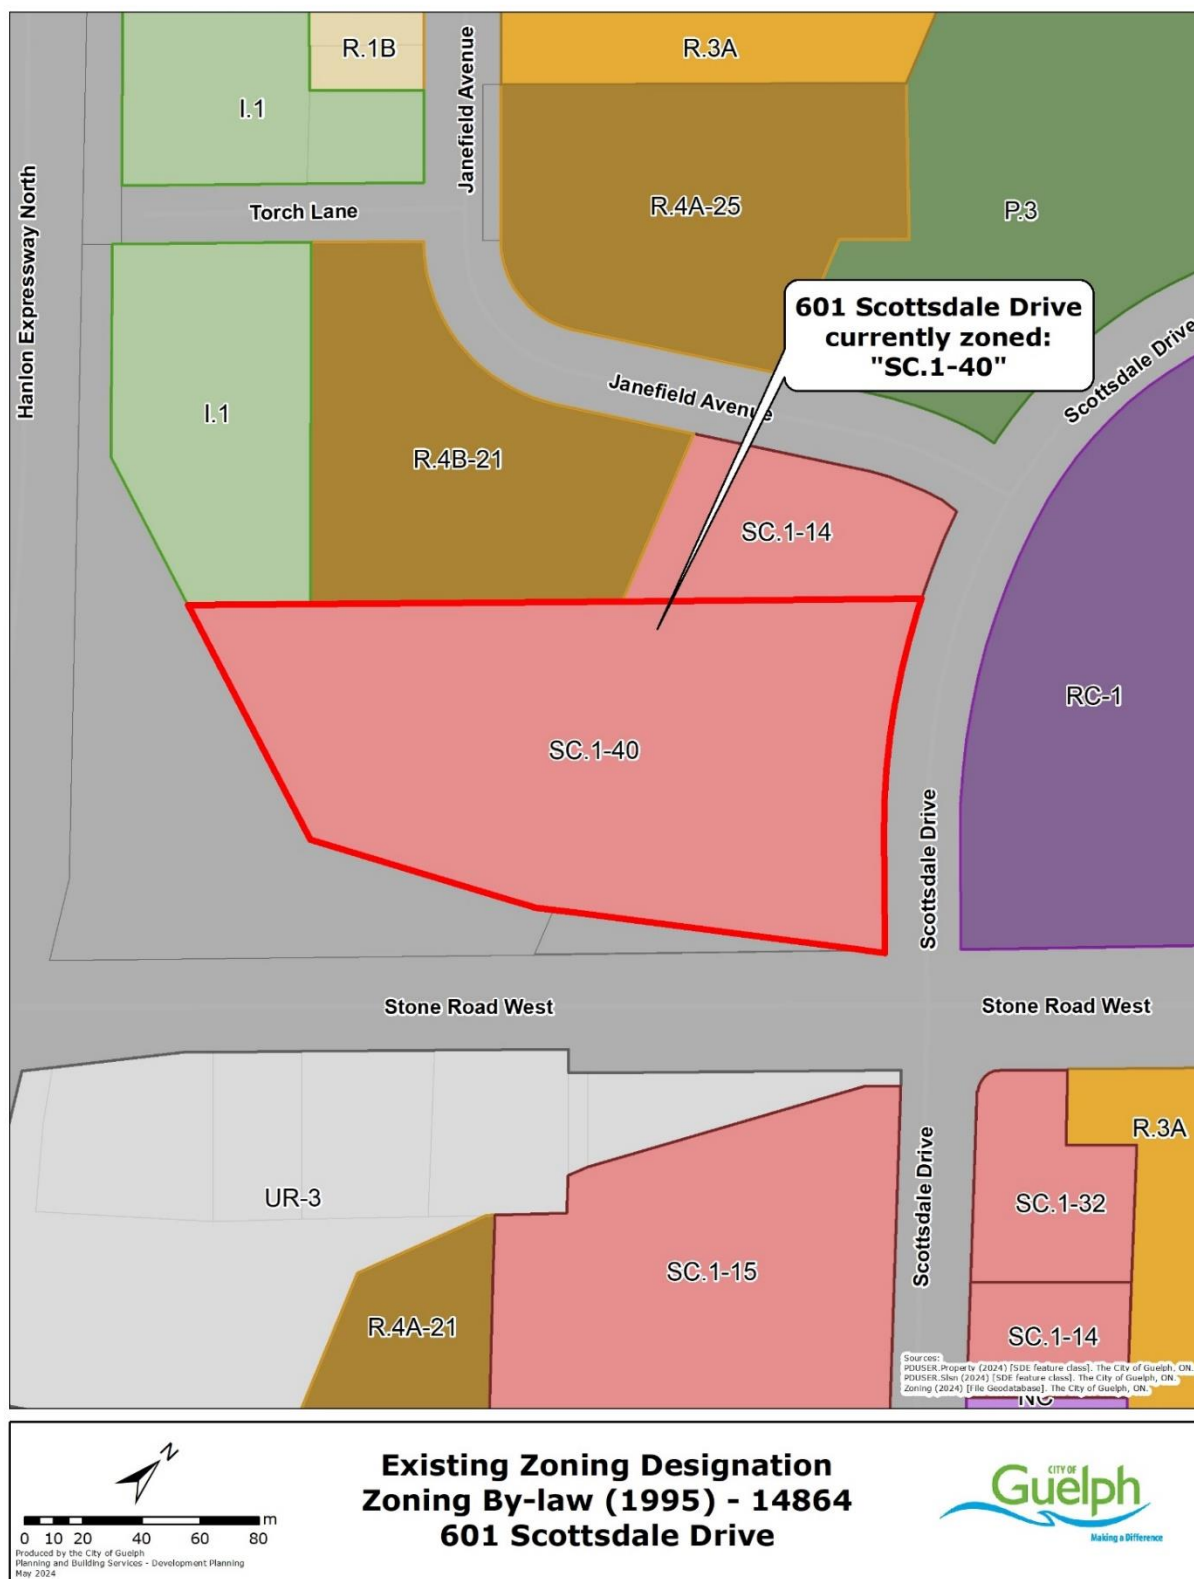 R.1B
R.3A
I.1
Janefield Avenue
Hanlon Expressway North
Torch Lane
R.4A-25
P.3
601 Scottsdale Drive
currently zoned:
"SC.1-40"
Scottsdale Drive
Janefield Avenue
I.1
R.4B-21
SC.1-14
RC-1
SC.1-40
Scottsdale Drive
Stone Road West
Stone Road West
R.3A
Scottsdale Drive
UR-3
SC.1-32
SC.1-15
R.4A-21
SC.1-14
Sources:
PDUSER.Property (2024) [SDE feature class]. The City of Guelph, ON.
PDUSER.Slsn (2024) [SDE feature class]. The City of Guelph, ON.
Zoning (2024) [File Geodatabase]. The City of Guelph, ON.
NC
N
m
0 10 20 40 60 80
Produced by the City of Guelph
Planning and Building Services - Development Planning
May 2024
Existing Zoning Designation
Zoning By-law (1995) - 14864
601 Scottsdale Drive
CITY OF
Guelph
Making a Difference